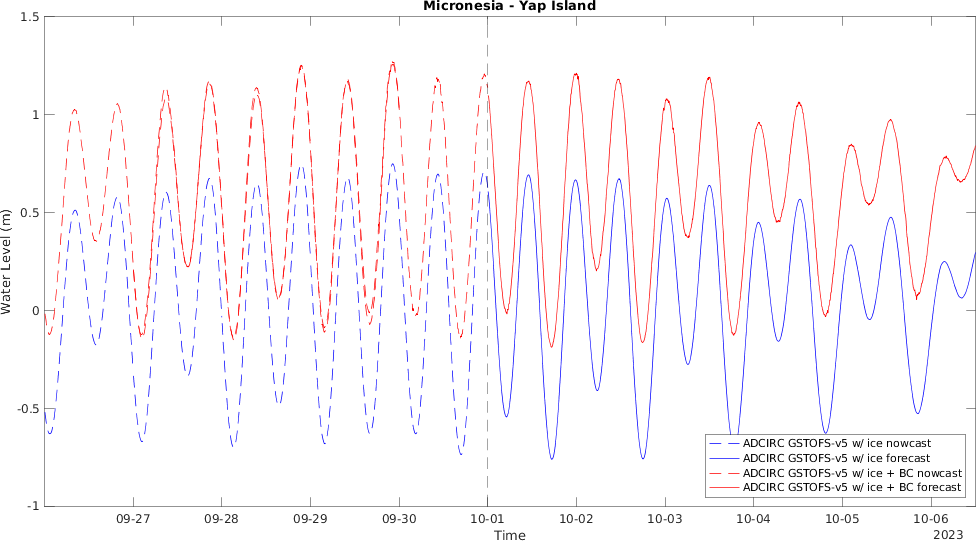 Micronesia - Yap Island
Water Level (m)
1.5
1
0.5
0
-0.5
-1
09-27
09-28
09-29
09-30
10-01
10-02
10-03
10-04
10-05
10-06
Time
2023
ADCIRC GSTOFS-v5 w/ ice nowcast
ADCIRC GSTOFS-v5 w/ ice forecast
ADCIRC GSTOFS-v5 w/ ice + BC nowcast
ADCIRC GSTOFS-v5 w/ ice + BC forecast